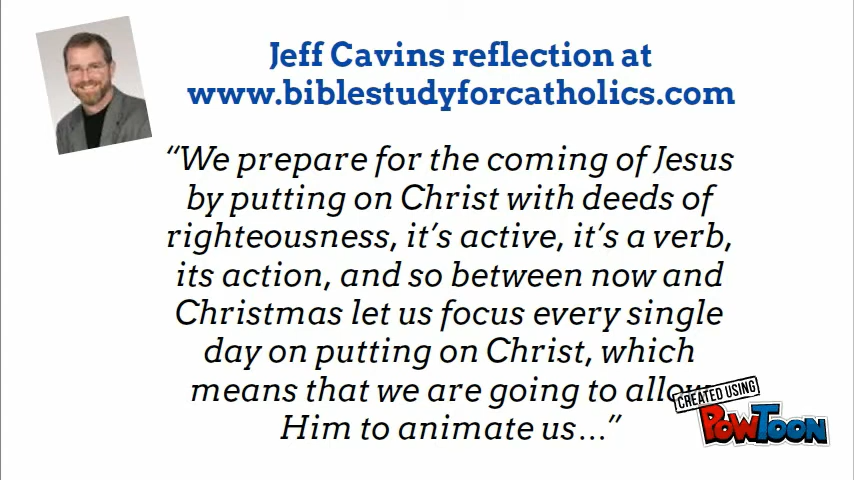 Jeff Cavins reflection at
www.biblestudyforcatholics.com
“We prepare for the coming of Jesus
by putting on Christ with deeds of
righteousness, it’s active, it’s a verb,
its action, and so between now and
Christmas let us focus every single
day on putting on Christ, which
means that we are going to allow
Him to animate us...”
CREATED USING
POWTOON